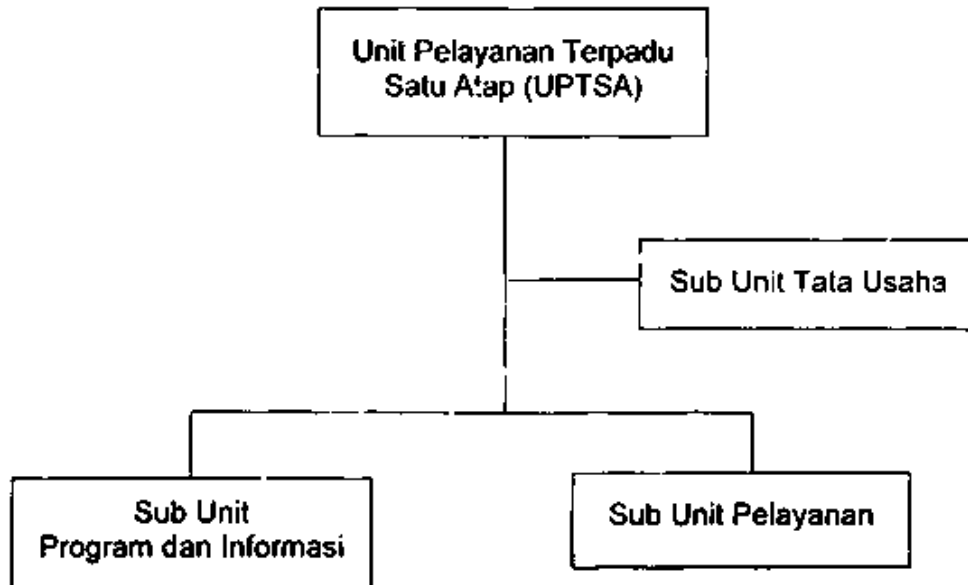 Unit Pelayanan Terpadu
Satu Atap (UPTSA)
Sub Unit Tata Usaha
Sub Unit
Program dan Informasi
Sub Unit Pelayanan